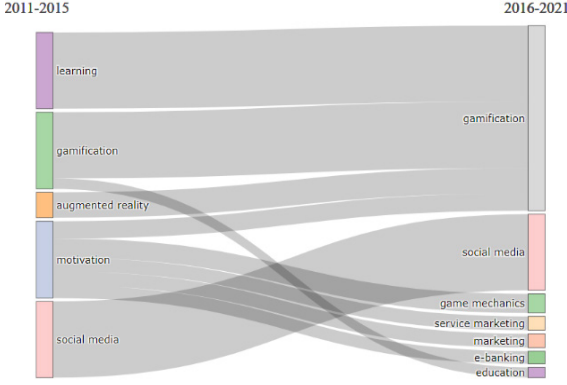 2011-2015
2016-2021
learning
gamification
augmented reality
motivation
social media
gamification
social media
game mechanics
service marketing
marketing
e-banking
education